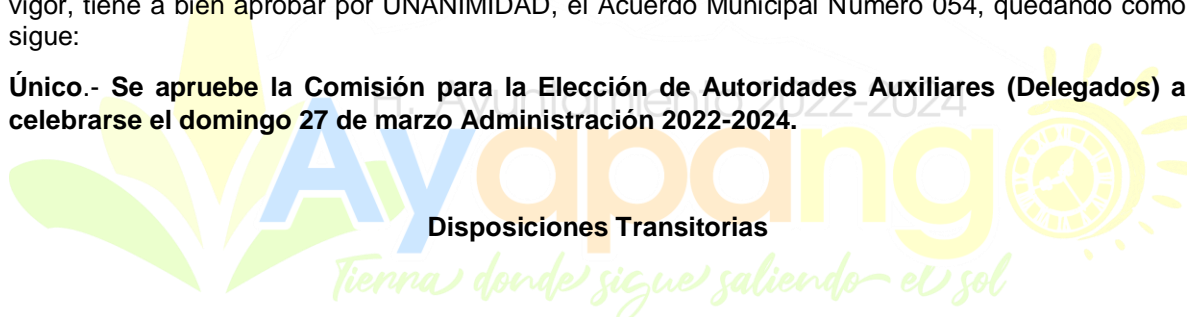 vigor, tiene a bien aprobar por UNANIMIDAD, el Acuerdo Municipal Número 054, quedando como
sigue:
Único.- Se apruebe la Comisión para la Elección de Autoridades Auxiliares (Delegados) a
H. Ayuntamiento 2022-2024
celebrarse el domingo 27 de marzo Administración 2022-2024.
Ayapango
Disposiciones Transitorias
Tierra donde sigue saliendo el sol